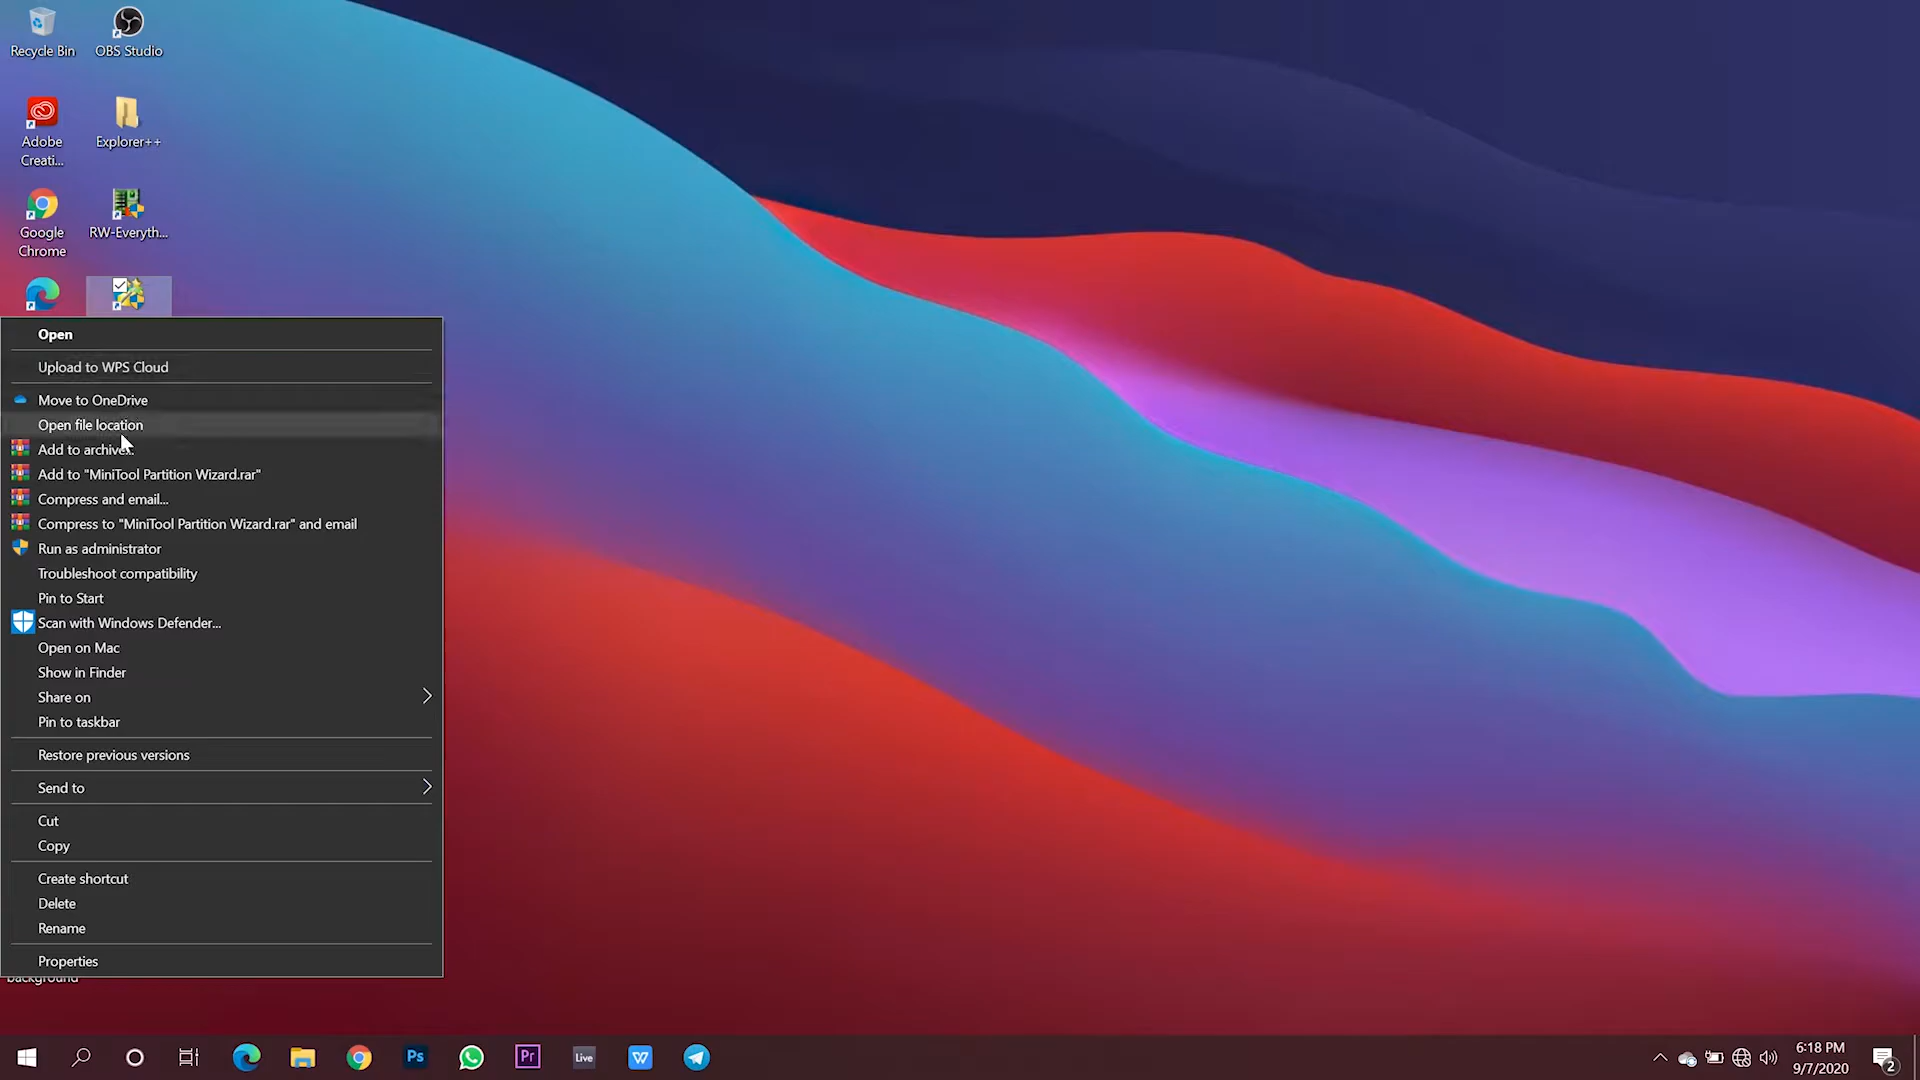 Recycle Bin
OBS Studio
Adobe
Creati...
Explorer++
Google
Chrome
RW-Everyth...
Open
Upload to WPS Cloud
Move to OneDrive
Open file location
Add to archive...
Add to "MiniTool Partition Wizard.rar"
Compress and email...
Compress to "MiniTool Partition Wizard.rar" and email
Run as administrator
Troubleshoot compatibility
Pin to Start
Scan with Windows Defender...
Open on Mac
Show in Finder
Share on
Pin to taskbar
Restore previous versions
Send to
Cut
Copy
Create shortcut
Delete
Rename
Properties
background
Ps
Pr
Live
W
6:18 PM
9/7/2020
2